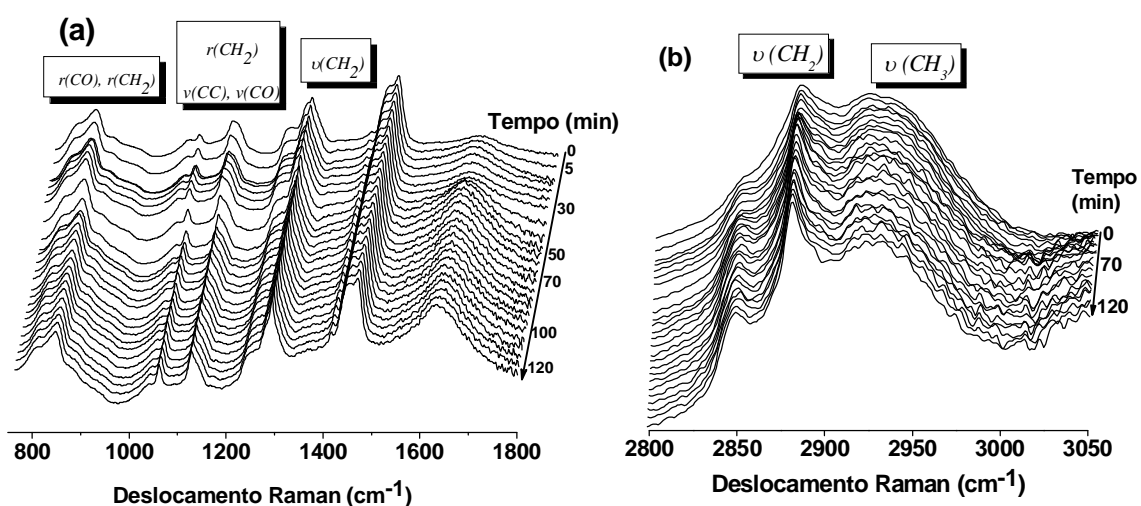 (a)
r(CO), r(CH2)
r(CH2)
v(CC), v(CO)
υ(CH2)
Tempo (min)
0
5
30
50
70
100
120
800 1000 1200 1400 1600 1800
Deslocamento Raman (cm-1)
(b)
υ (CH2)
υ (CH3)
Tempo
(min)
0
70
120
2800 2850 2900 2950 3000 3050
Deslocamento Raman (cm-1)